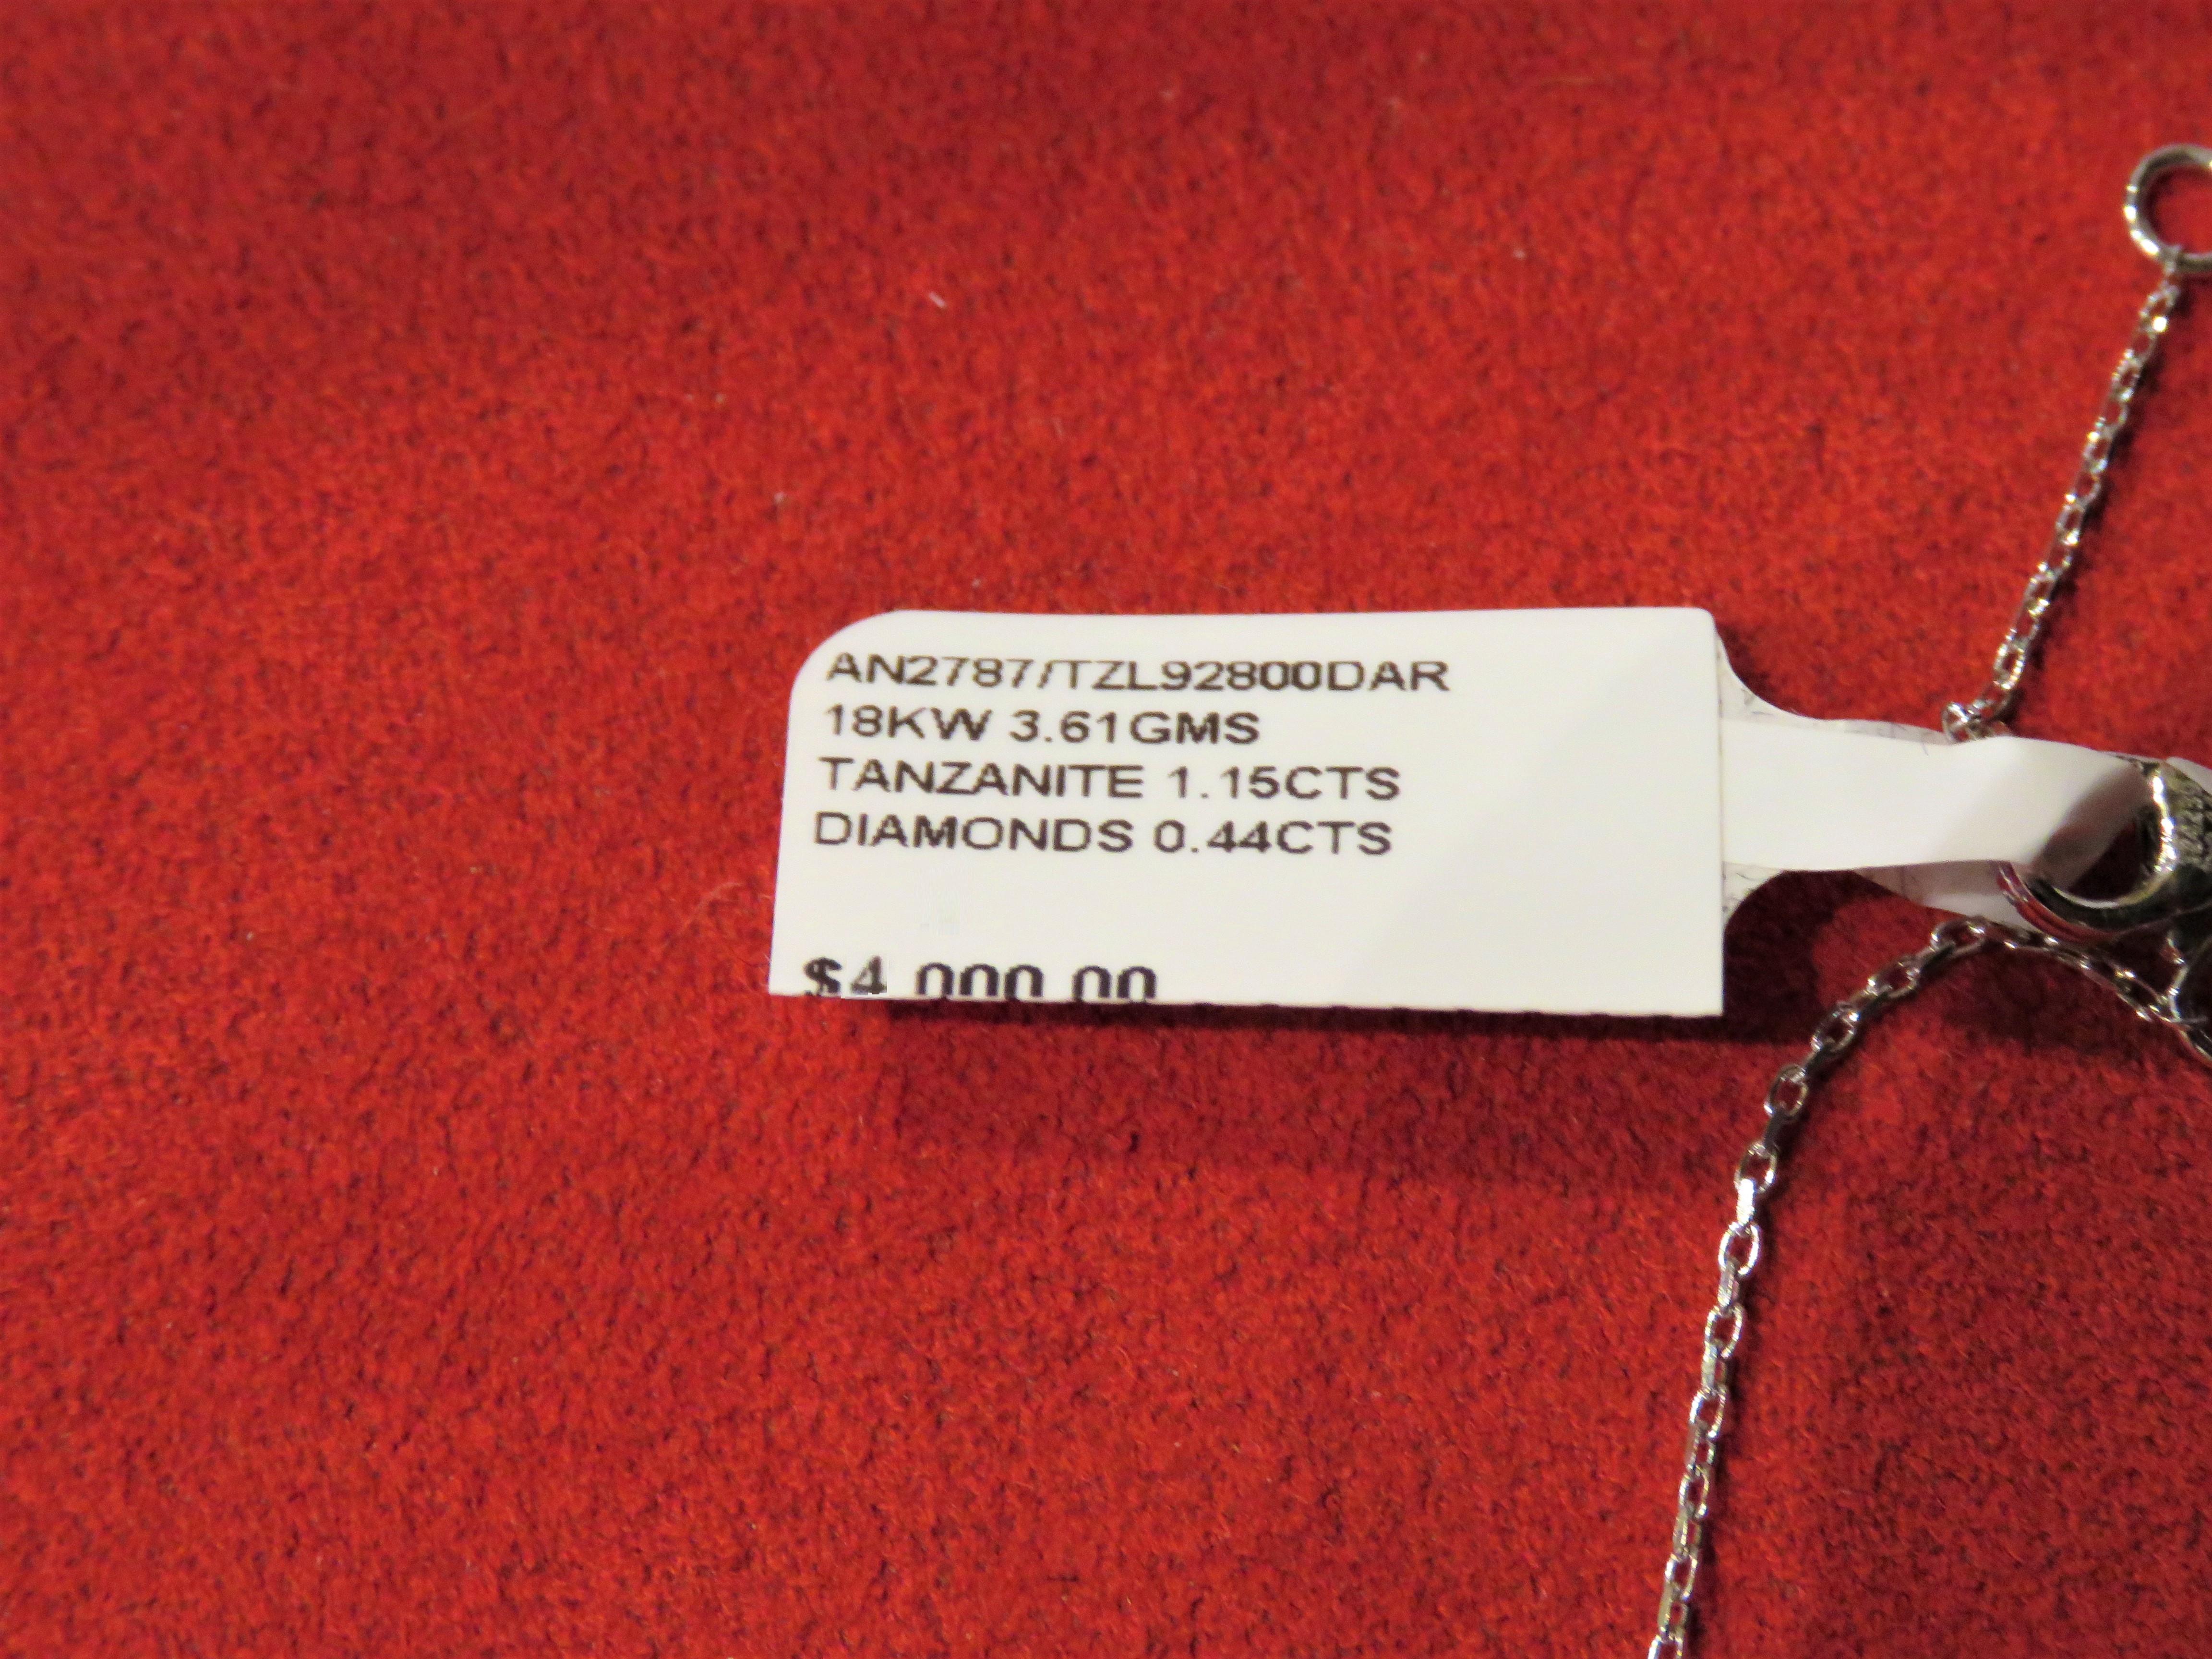 AN2787/TZL92800DAR
18KW 3.61GMS
TANZANITE 1.15CTS
DIAMONDS 0.44CTS
$4,000.00